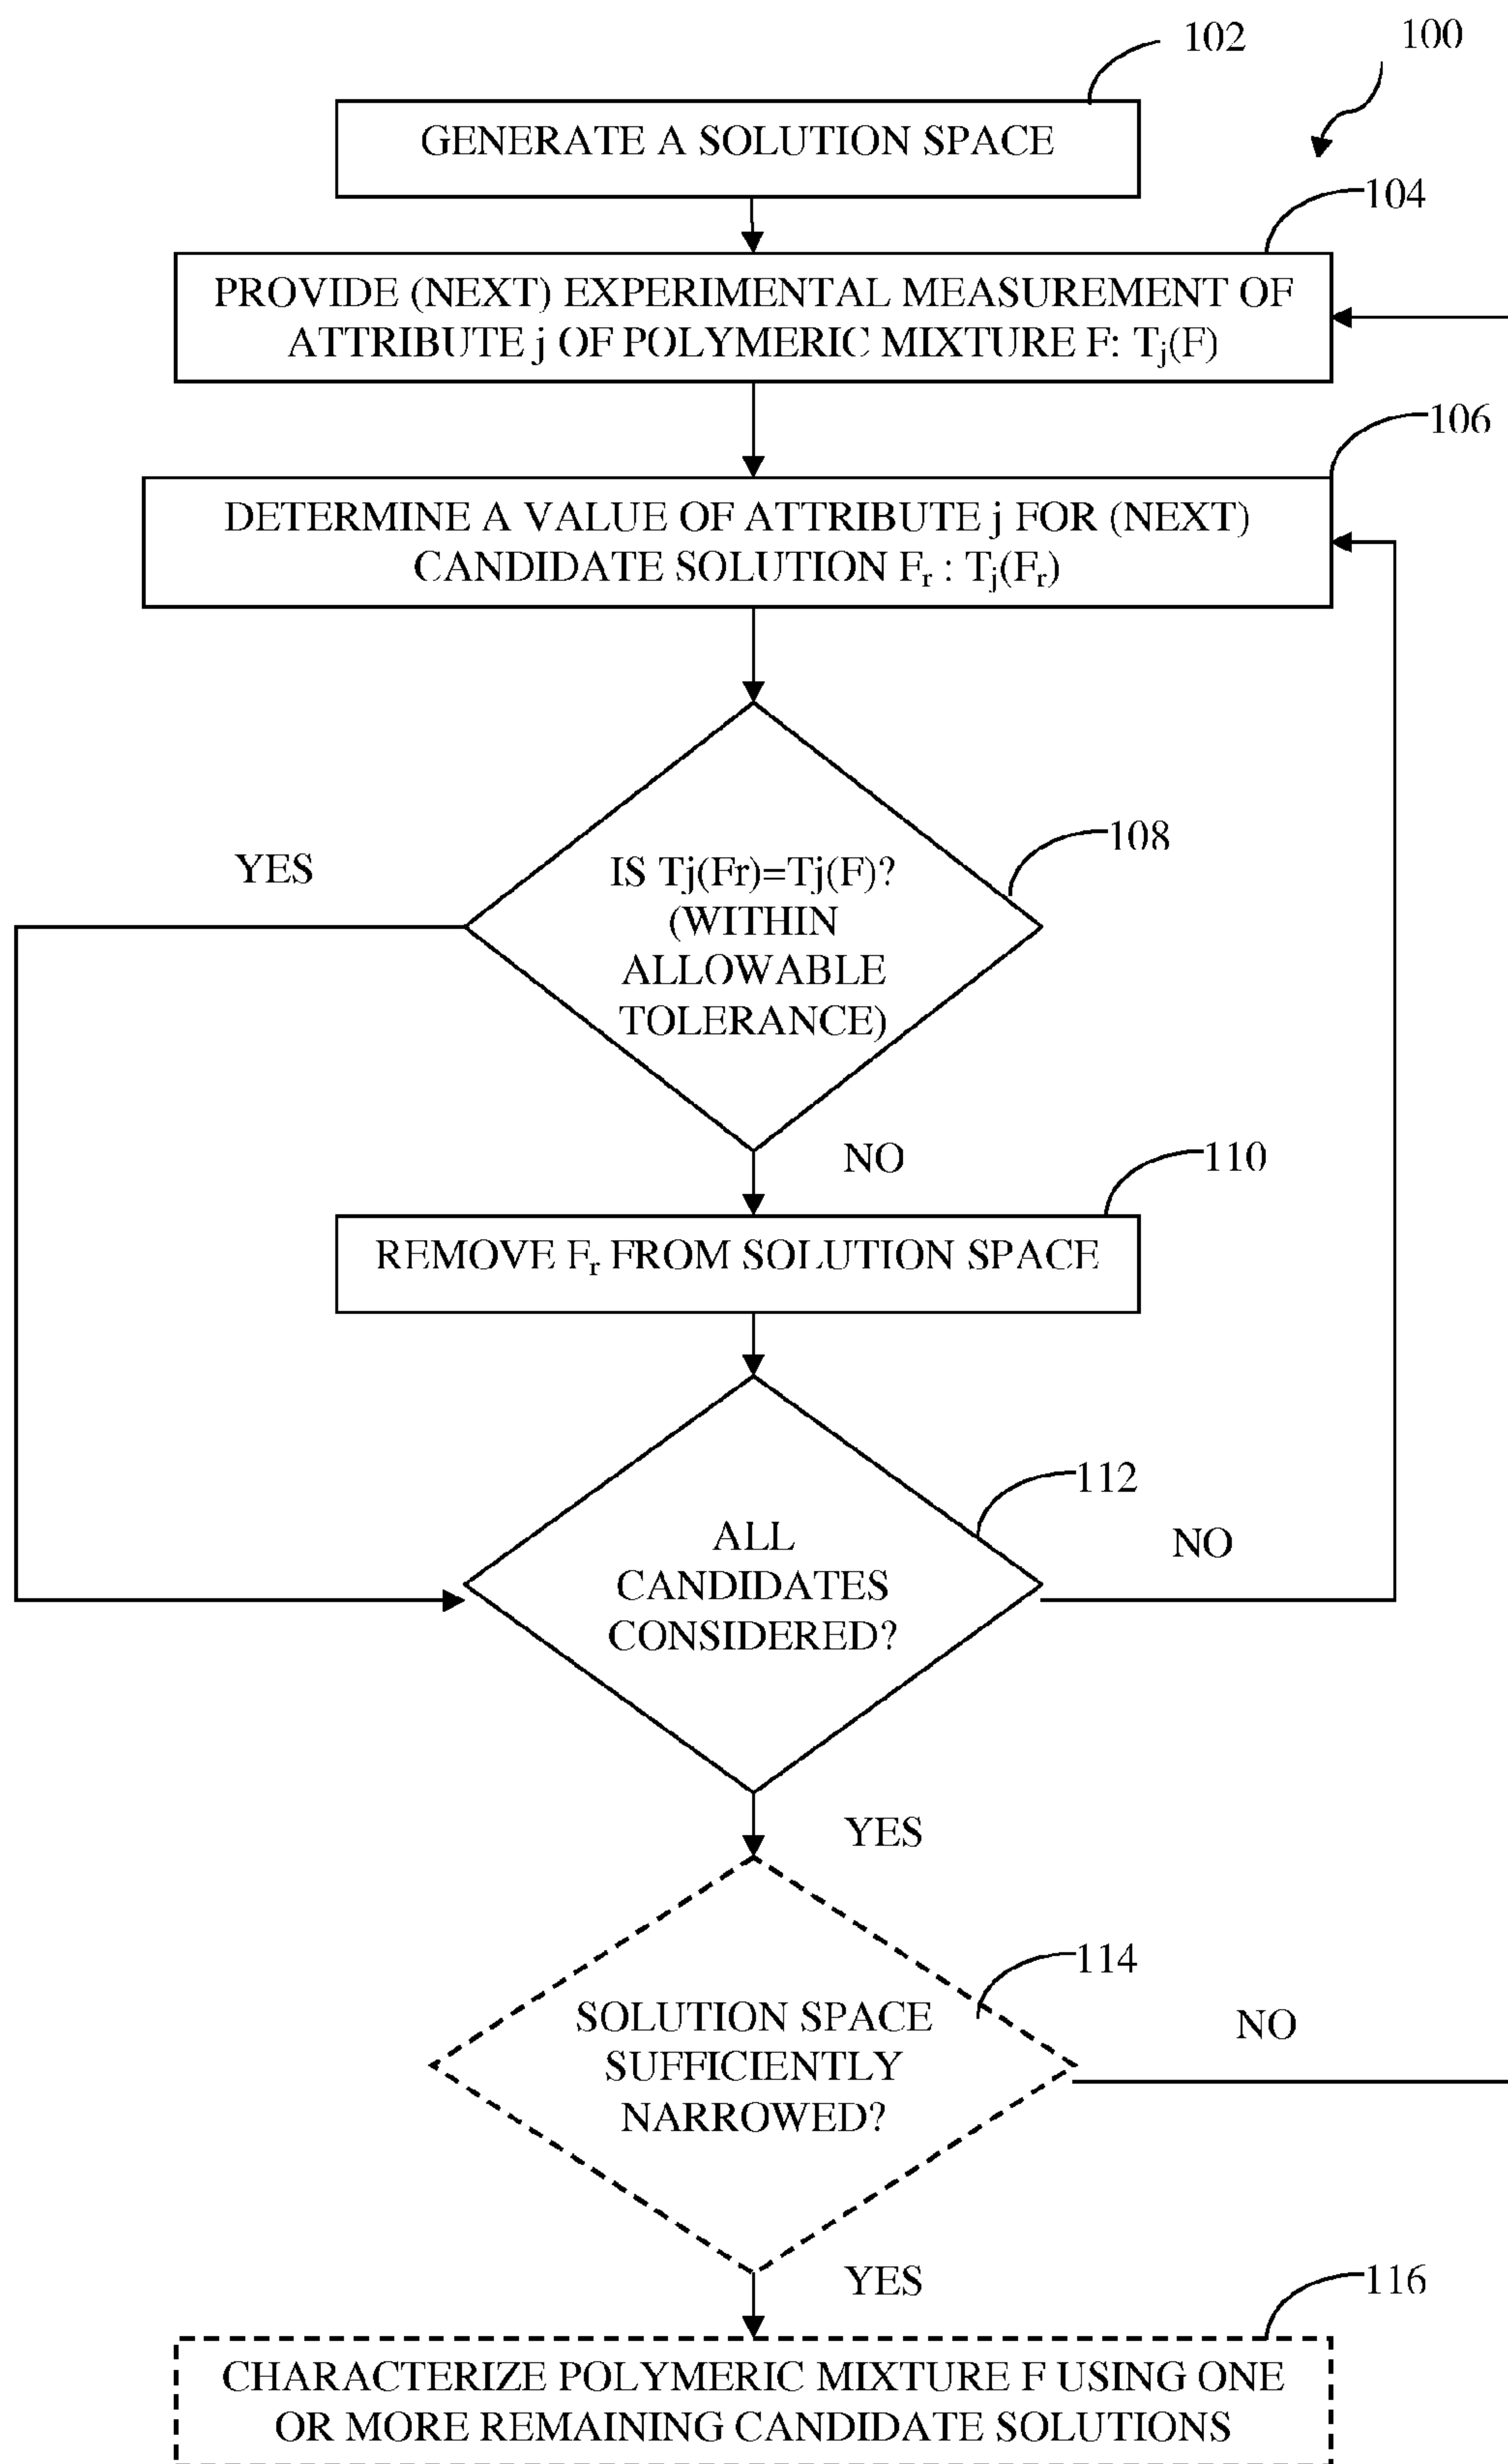 102
100
GENERATE A SOLUTION SPACE
104
PROVIDE (NEXT) EXPERIMENTAL MEASUREMENT OF
ATTRIBUTE j OF POLYMERIC MIXTURE F: Tj(F)
106
DETERMINE A VALUE OF ATTRIBUTE j FOR (NEXT)
CANDIDATE SOLUTION Fr : Tj(Fr)
108
YES
IS Tj(Fr)=Tj(F)?
(WITHIN
ALLOWABLE
TOLERANCE)
NO
110
REMOVE Fr FROM SOLUTION SPACE
112
NO
ALL
CANDIDATES
CONSIDERED?
YES
114
SOLUTION SPACE
SUFFICIENTLY
NARROWED?
NO
YES
116
CHARACTERIZE POLYMERIC MIXTURE F USING ONE
OR MORE REMAINING CANDIDATE SOLUTIONS